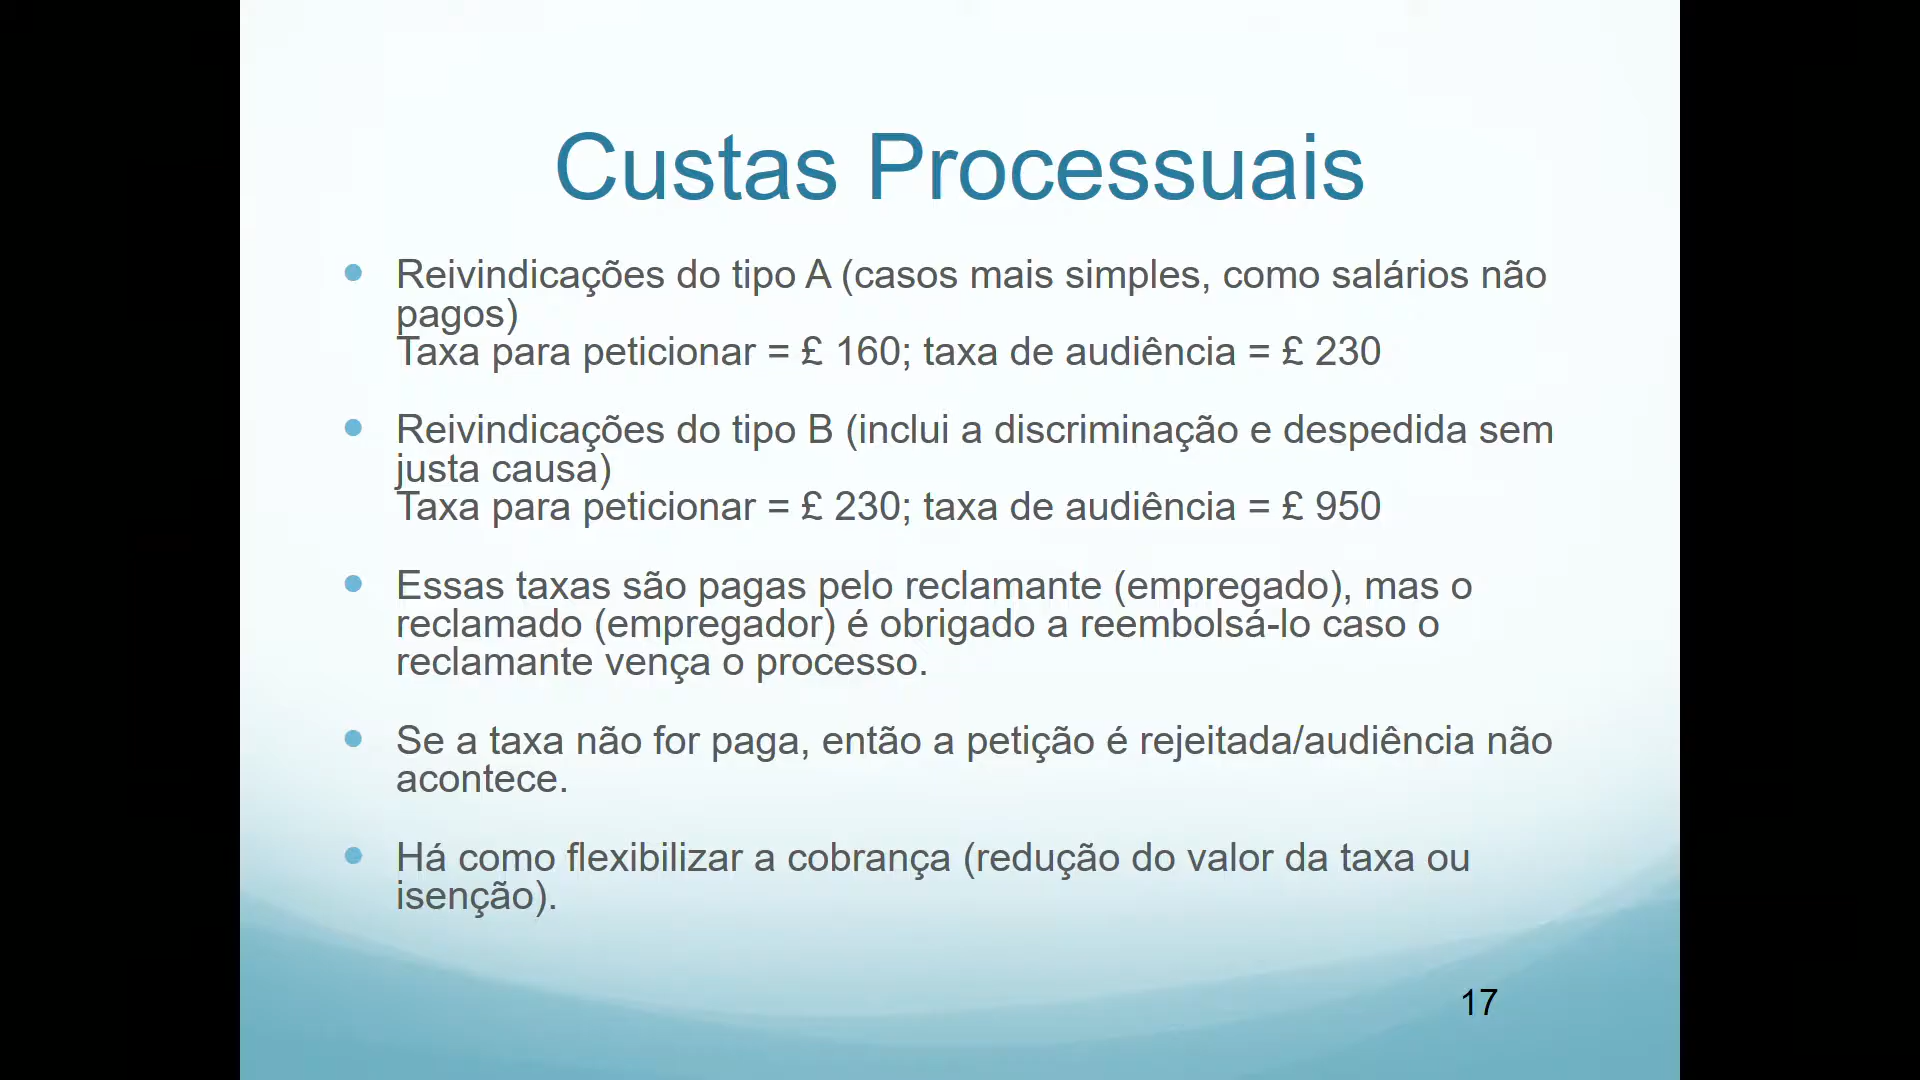 Custas Processuais
Reivindicações do tipo A (casos mais simples, como salários não
pagos)
Taxa para peticionar = £ 160; taxa de audiência = £ 230
Reivindicações do tipo B (inclui a discriminação e despedida sem
justa causa)
Taxa para peticionar = £ 230; taxa de audiência = £ 950
Essas taxas são pagas pelo reclamante (empregado), mas o
reclamado (empregador) é obrigado a reembolsá-lo caso o
reclamante vença o processo.
Se a taxa não for paga, então a petição é rejeitada/audiência não
acontece.
Há como flexibilizar a cobrança (redução do valor da taxa ou
isenção).
17